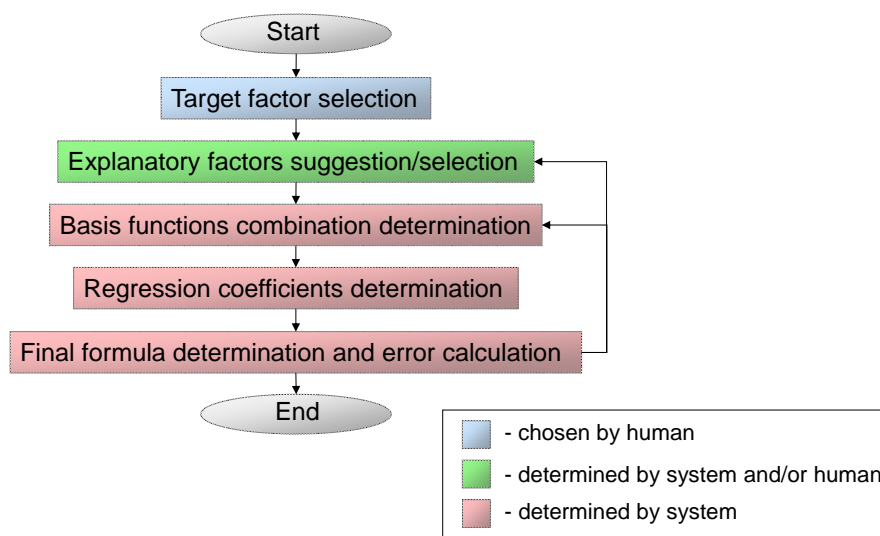 Start
Target factor selection
Explanatory factors suggestion/selection
Basis functions combination determination
Regression coefficients determination
Final formula determination and error calculation
End
- chosen by human
- determined by system and/or human
- determined by system